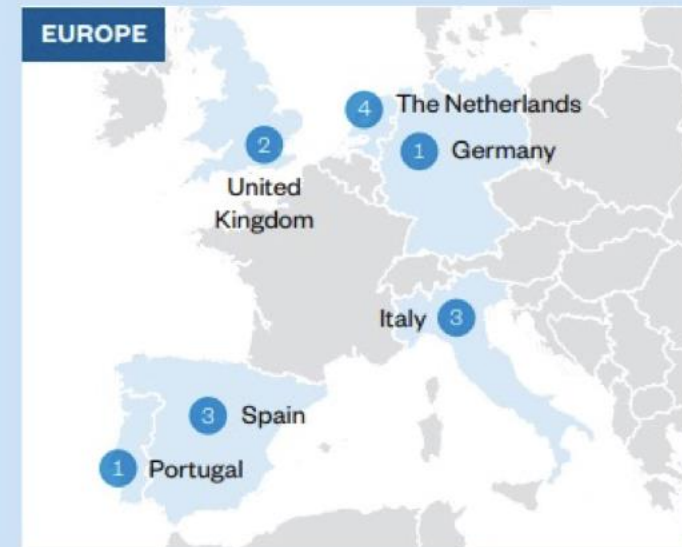 EUROPE
4 The Netherlands
2
1 Germany
United
Kingdom
Italy 3
3 Spain
1 Portugal